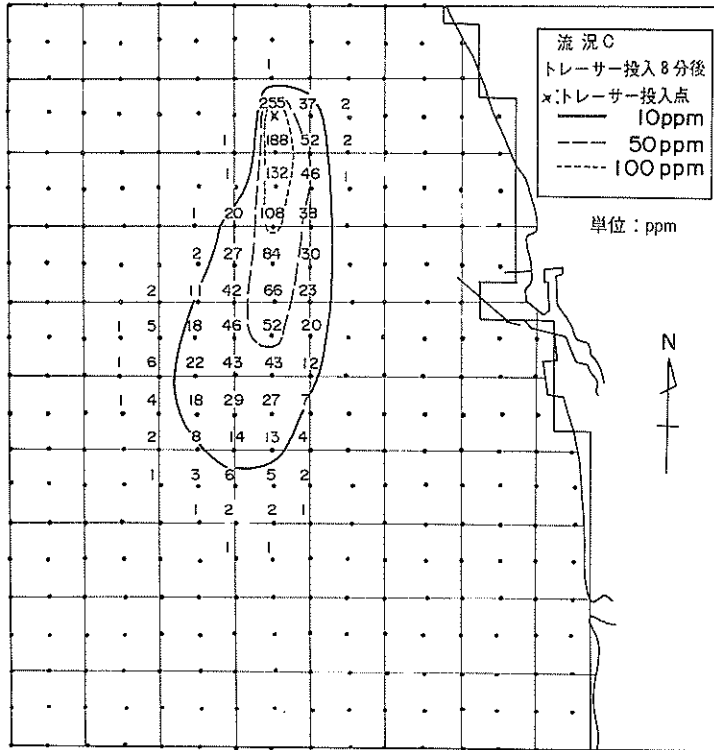 流況C
トレーサー投入8分後
×:トレーサー投入点
10ppm
50ppm
100ppm
単位:ppm
N
1
255 37 2
1 188 52 2
1 132 46 1
1 20 108 38
2 27 84 30
2 11 42 66 23
1 5 18 46 52 20
1 6 22 43 43 12
1 4 18 29 27 7
2 8 14 13 4
1 3 6 5 2
1 2 2 1
1 1